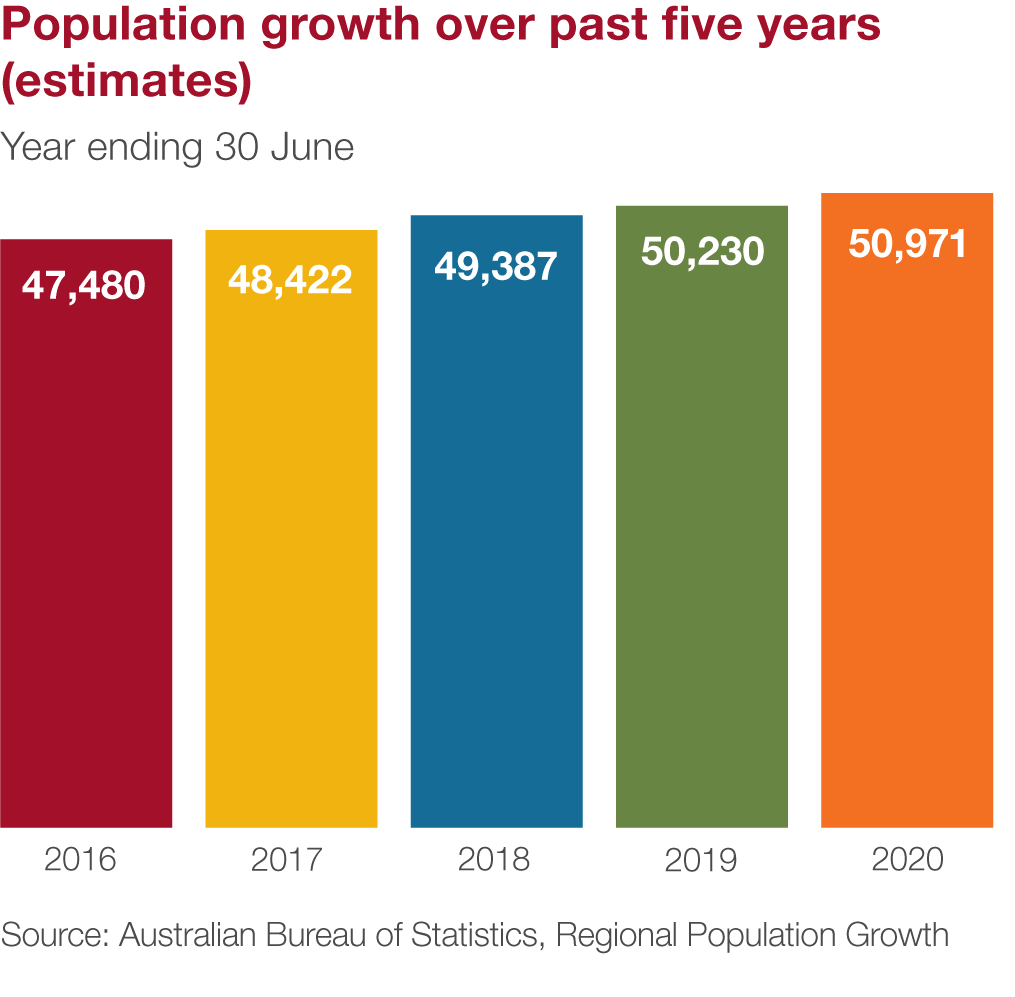 Population growth over past five years
(estimates)
Year ending 30 June
47,480
48,422
49,387
50,230
50,971
2016
2017
2018
2019
2020
Source: Australian Bureau of Statistics, Regional Population Growth